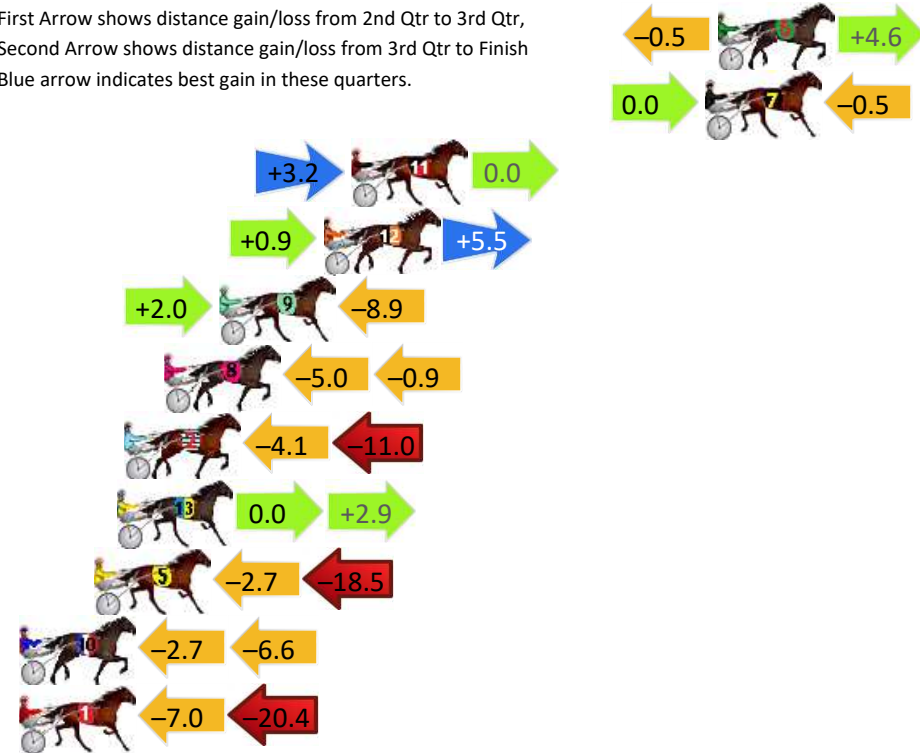 First Arrow shows distance gain/loss from 2nd Qtr to 3rd Qtr,
Second Arrow shows distance gain/loss from 3rd Qtr to Finish
Blue arrow indicates best gain in these quarters.
–0.5 +4.6
0.0 7 –0.5
+3.2 11 0.0
+0.9 12 +5.5
+2.0 9 –8.9
8 –5.0 –0.9
2 –4.1 –11.0
13 0.0 +2.9
5 –2.7 –18.5
10 –2.7 –6.6
1 –7.0 –20.4